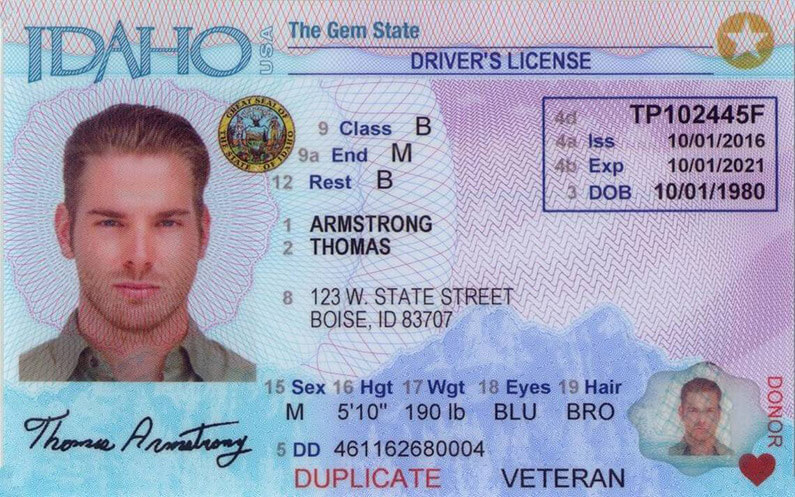 IDAHO USA
The Gem State
DRIVER'S LICENSE
GREAT SEAL OF THE STATE OF IDAHO
9 Class B
9a End M
12 Rest B
4d TP102445F
4a Iss 10/01/2016
4b Exp 10/01/2021
3 DOB 10/01/1980
1 ARMSTRONG
2 THOMAS
8 123 W. STATE STREET
BOISE, ID 83707
15 Sex 16 Hgt 17 Wgt 18 Eyes 19 Hair
M 5'10" 190 lb BLU BRO
Thomas Armstrong
5 DD 461162680004
DUPLICATE VETERAN
DONOR